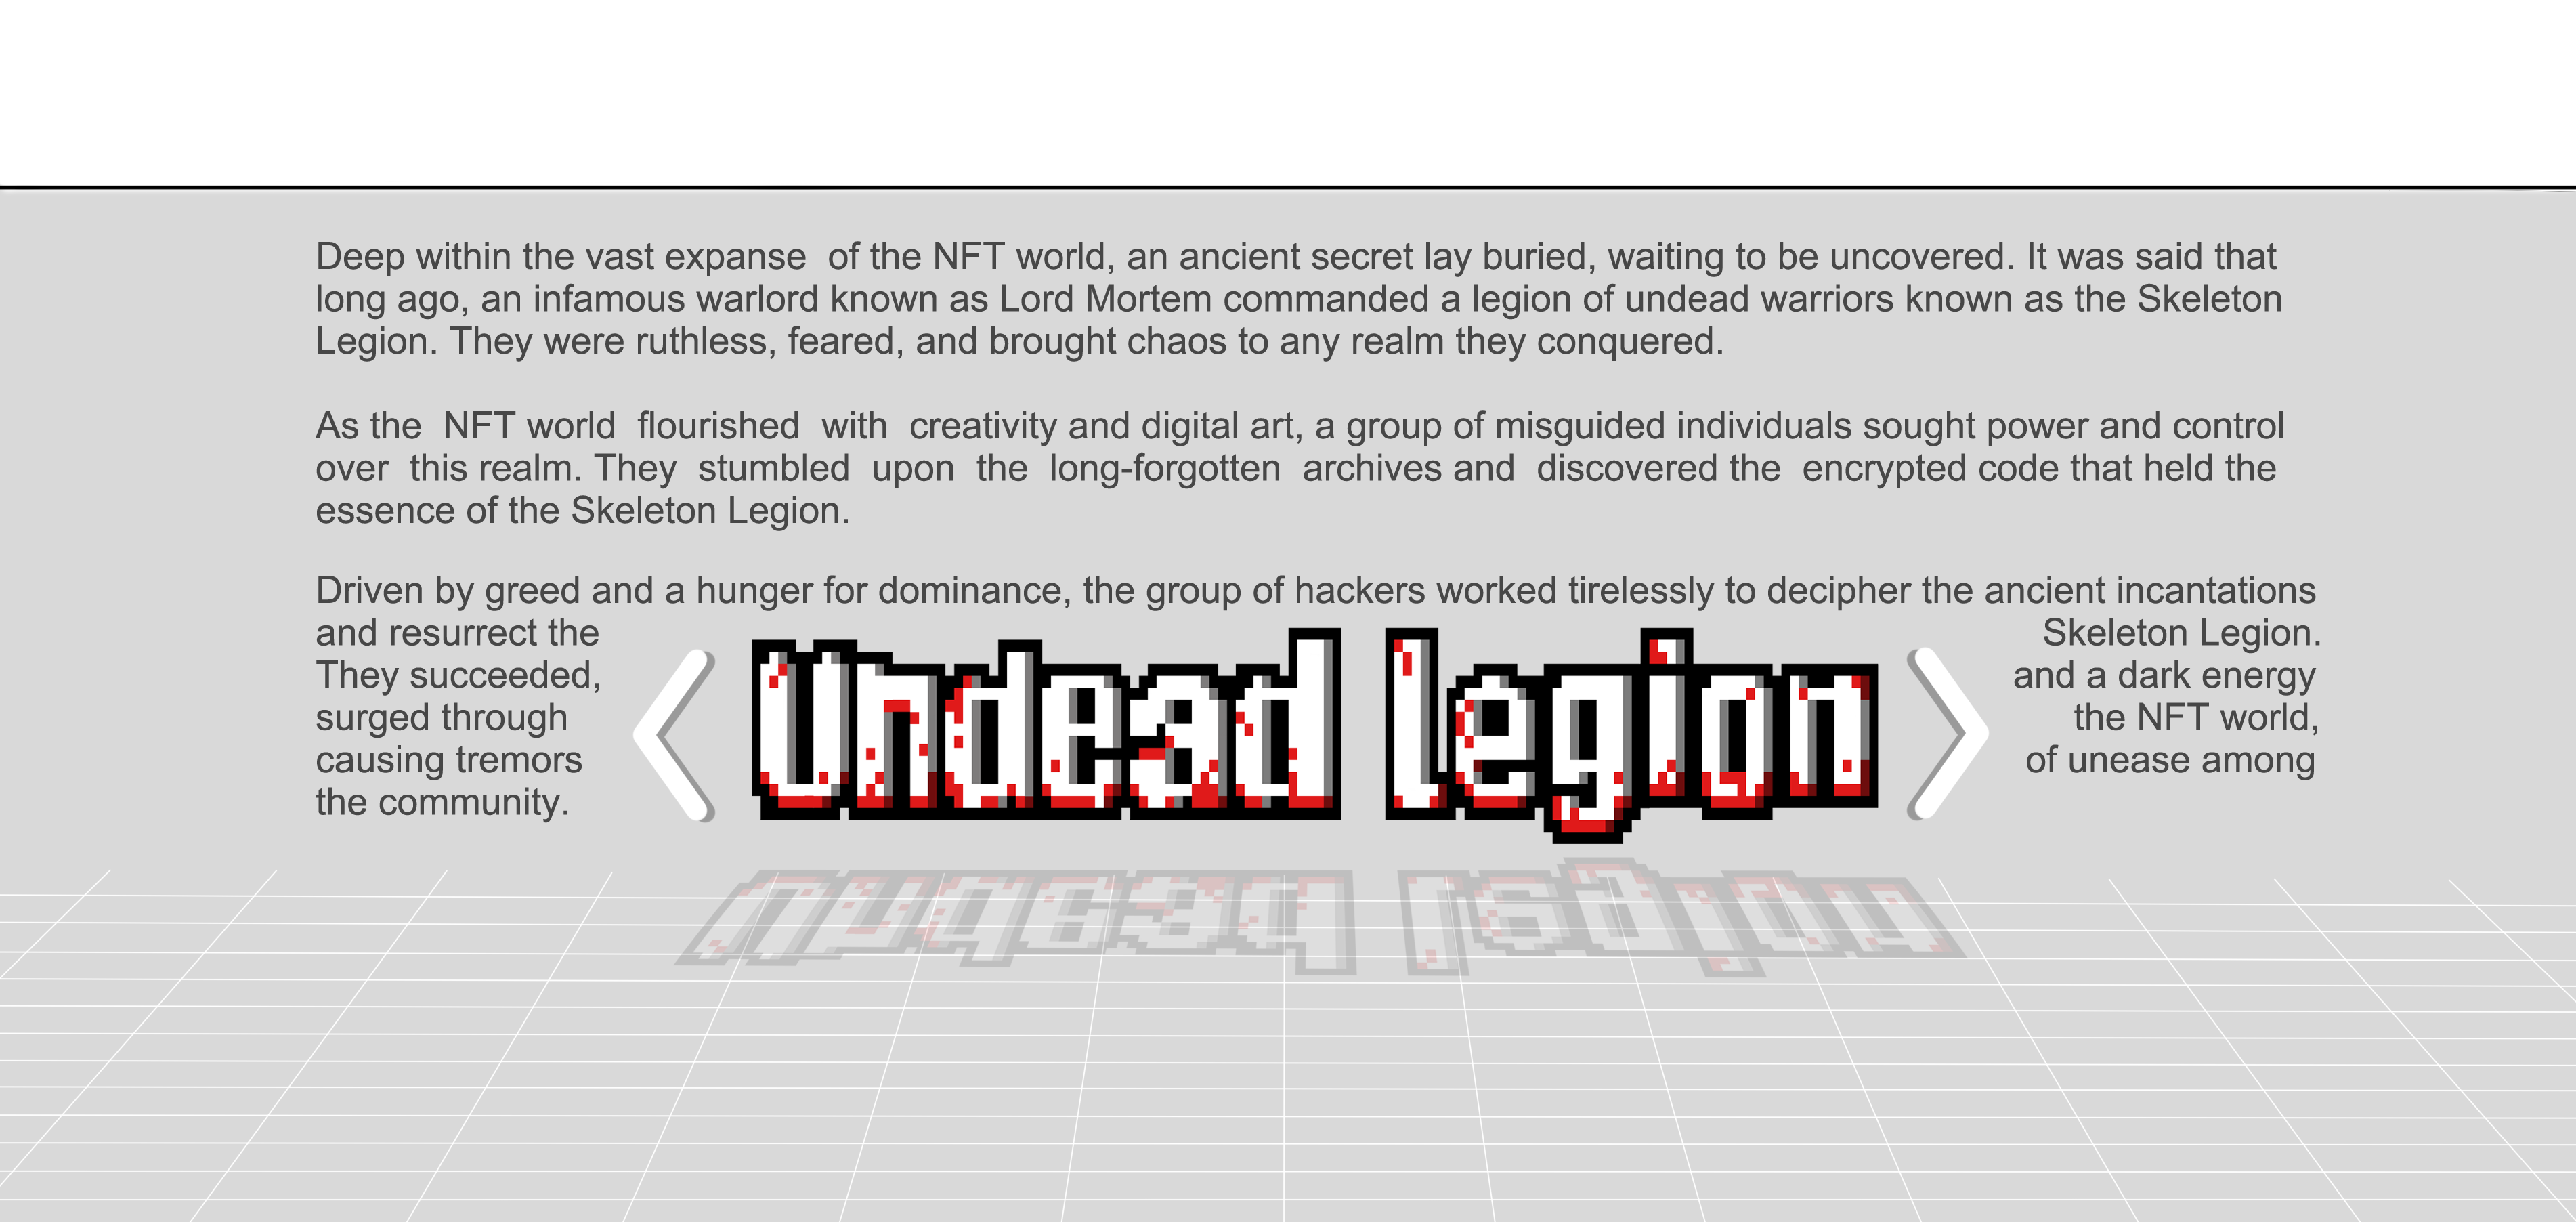 Deep within the vast expanse of the NFT world, an ancient secret lay buried, waiting to be uncovered. It was said that
long ago, an infamous warlord known as Lord Mortem commanded a legion of undead warriors known as the Skeleton
Legion. They were ruthless, feared, and brought chaos to any realm they conquered.
As the NFT world flourished with creativity and digital art, a group of misguided individuals sought power and control
over this realm. They stumbled upon the long-forgotten archives and discovered the encrypted code that held the
essence of the Skeleton Legion.
Driven by greed and a hunger for dominance, the group of hackers worked tirelessly to decipher the ancient incantations
and resurrect the Skeleton Legion.
They succeeded, and a dark energy
surged through the NFT world,
causing tremors of unease among
the community.
Undead legion